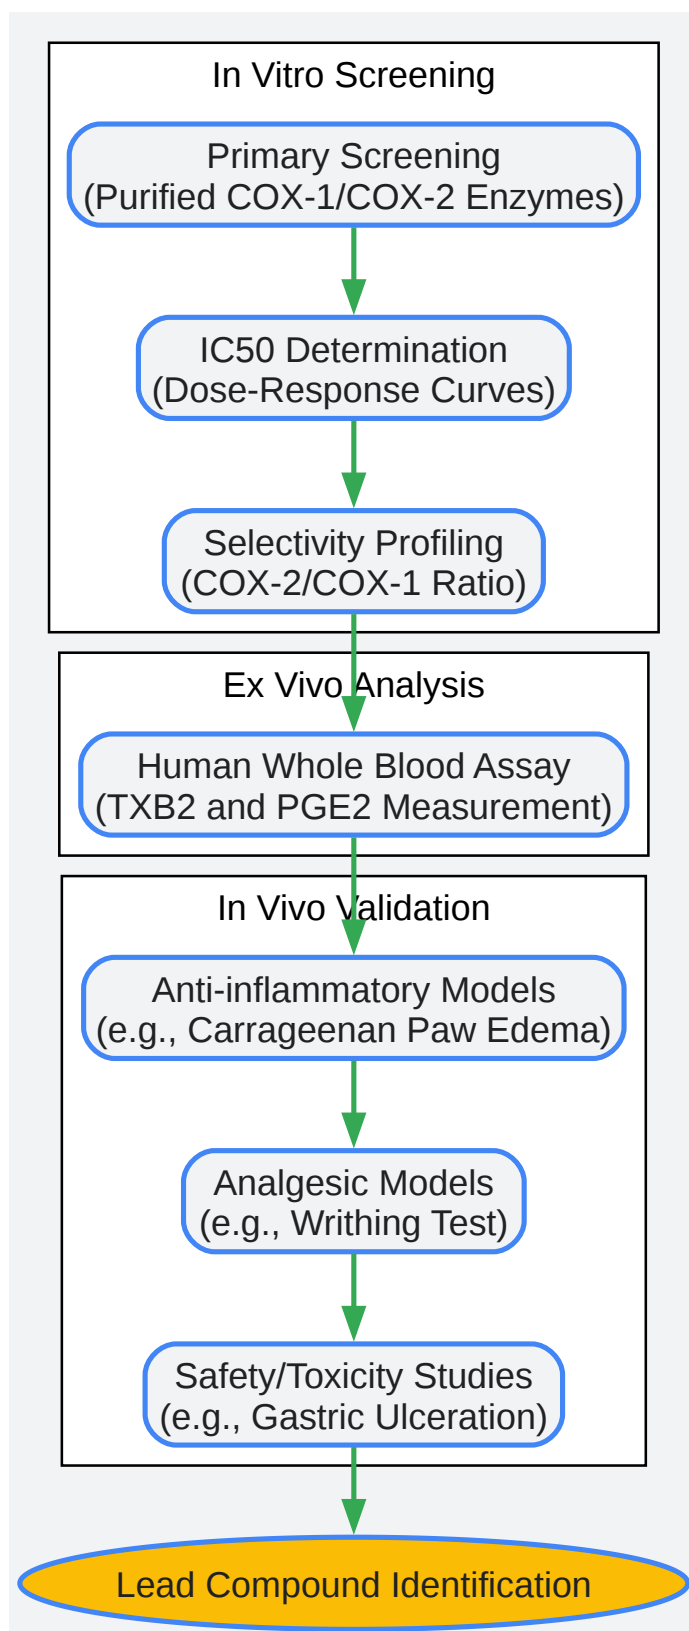 In Vitro Screening
Primary Screening
(Purified COX-1/COX-2 Enzymes)
IC50 Determination
(Dose-Response Curves)
Selectivity Profiling
(COX-2/COX-1 Ratio)
Ex Vivo Analysis
Human Whole Blood Assay
(TXB2 and PGE2 Measurement)
In Vivo Validation
Anti-inflammatory Models
(e.g., Carrageenan Paw Edema)
Analgesic Models
(e.g., Writhing Test)
Safety/Toxicity Studies
(e.g., Gastric Ulceration)
Lead Compound Identification